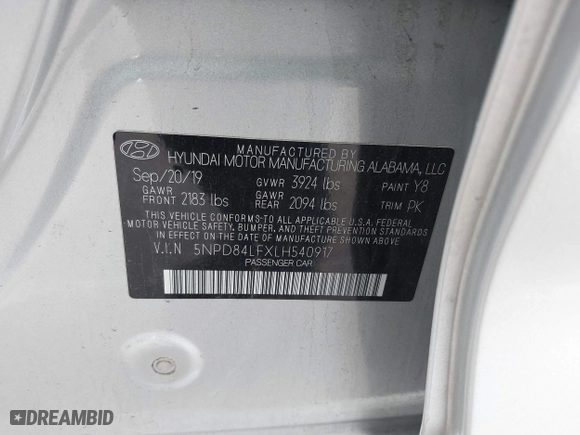 MANUFACTURED BY
HYUNDAI MOTOR MANUFACTURING ALABAMA, LLC
Sep/20/19 GVWR 3924 lbs PAINT Y8
GAWR FRONT 2183 lbs GAWR REAR 2094 lbs TRIM PK
THIS VEHICLE CONFORMS TO ALL APPLICABLE U.S.A. FEDERAL
MOTOR VEHICLE SAFETY, BUMPER, AND THEFT PREVENTION STANDARDS
IN EFFECT ON THE DATE OF MANUFACTURE SHOWN ABOVE.
V.I.N 5NPD84LFXLH540917
PASSENGER CAR
DREAMBID